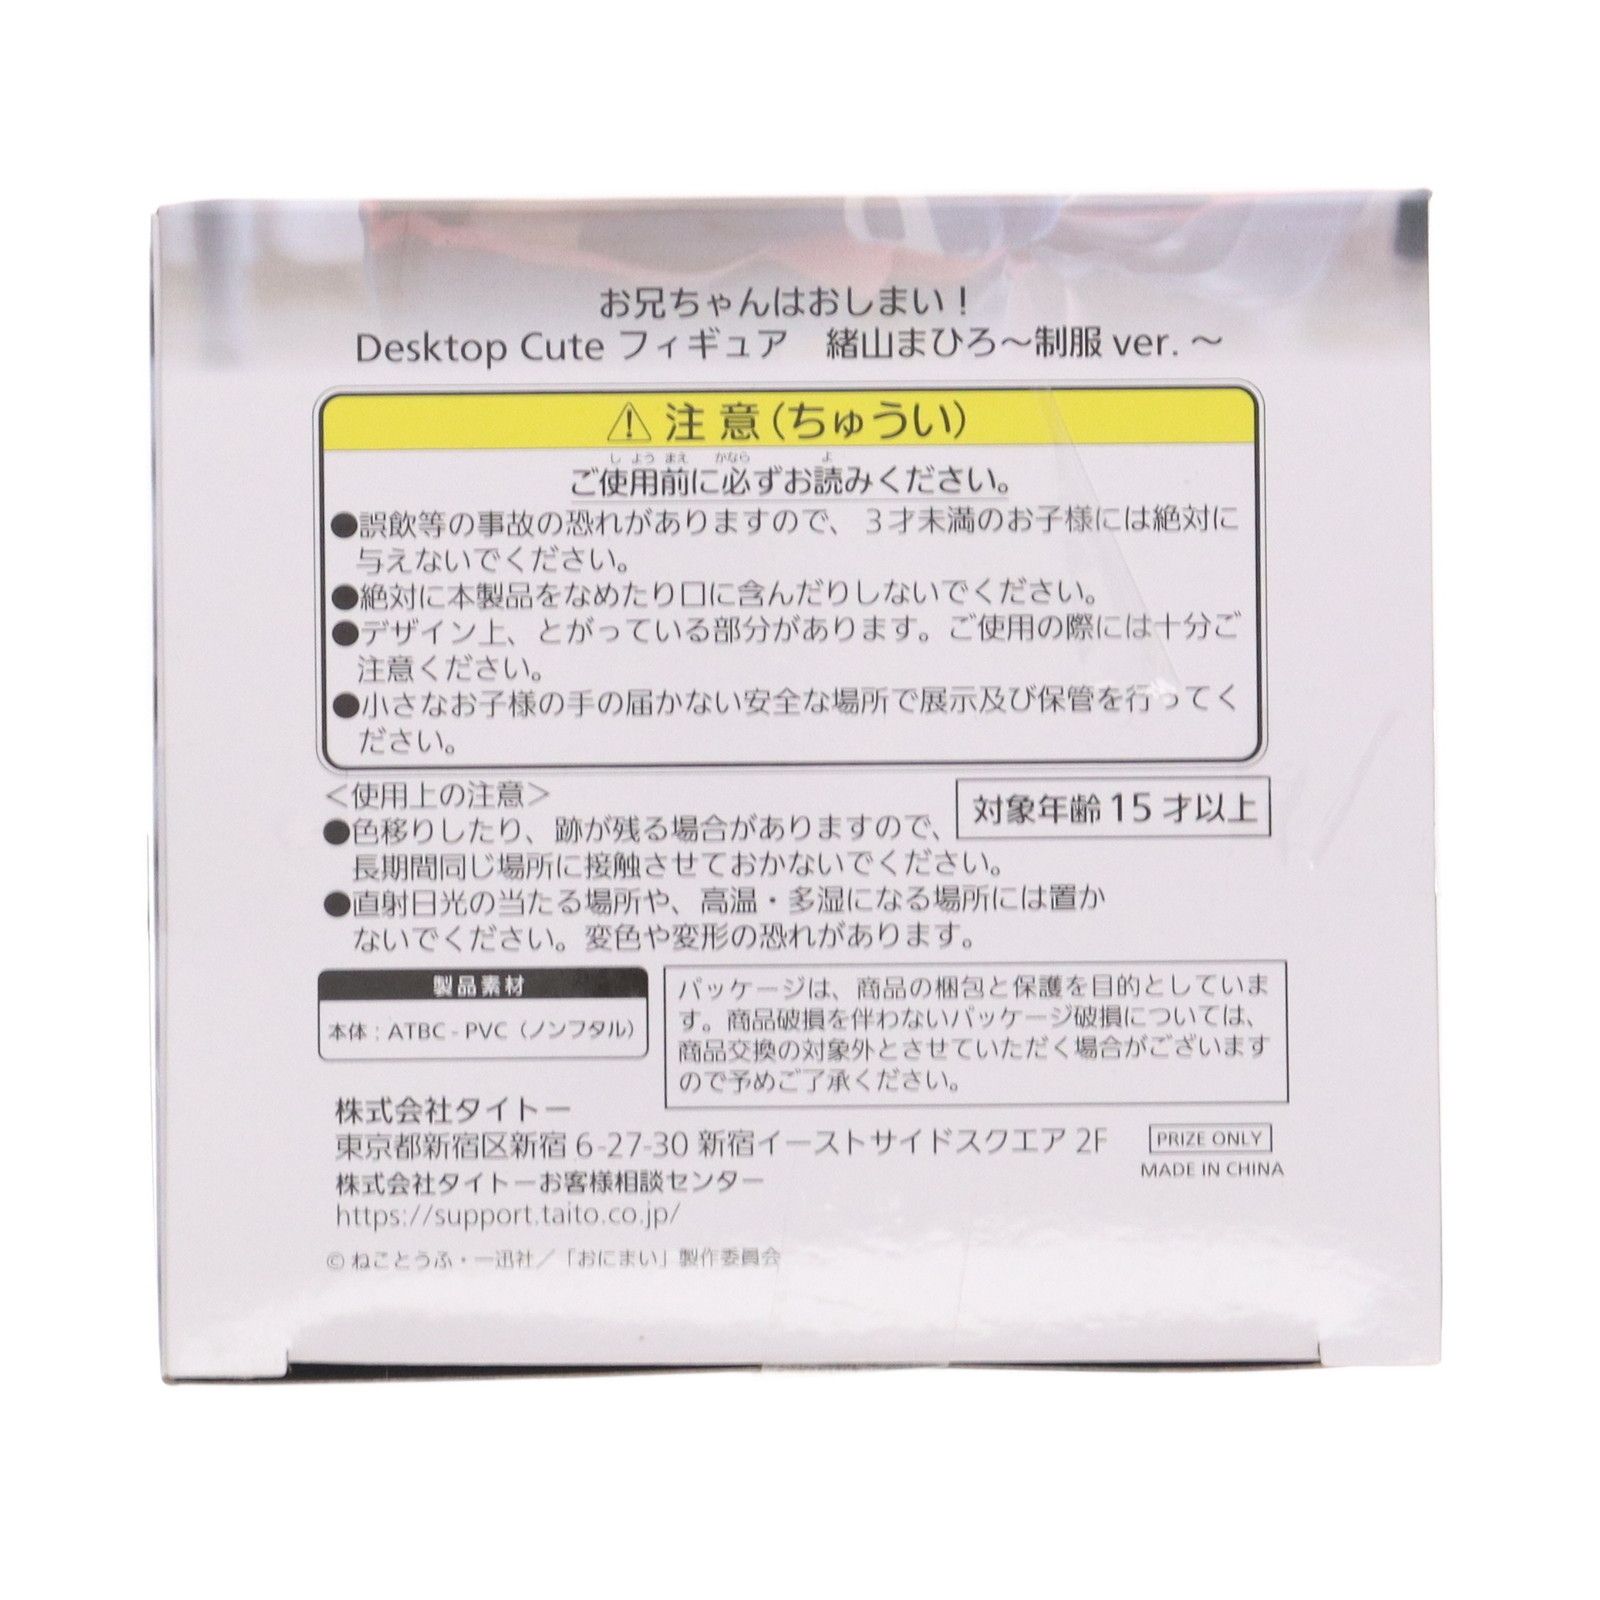 お兄ちゃんはおしまい！
Desktop Cute フィギュア　緒山まひろ〜制服 ver. 〜
⚠注 意（ちゅうい）
し よう まえ かなら よ
ご使用前に必ずお読みください。
●誤飲等の事故の恐れがありますので、３才未満のお子様には絶対に
与えないでください。
●絶対に本製品をなめたり口に含んだりしないでください。
●デザイン上、とがっている部分があります。ご使用の際には十分ご
注意ください。
●小さなお子様の手の届かない安全な場所で展示及び保管を行ってく
ださい。
＜使用上の注意＞
対象年齢 15 才以上
●色移りしたり、跡が残る場合がありますので、
長期間同じ場所に接触させておかないでください。
●直射日光の当たる場所や、高温・多湿になる場所には置か
ないでください。変色や変形の恐れがあります。
製品素材
本体：ATBC - PVC（ノンフタル）
パッケージは、商品の梱包と保護を目的としていま
す。商品破損を伴わないパッケージ破損については、
商品交換の対象外とさせていただく場合がございます
ので予めご了承ください。
株式会社タイトー
東京都新宿区新宿 6-27-30 新宿イーストサイドスクエア 2F
株式会社タイトーお客様相談センター
https://support.taito.co.jp/
PRIZE ONLY
MADE IN CHINA
© ねことうふ・一迅社／「おにまい」製作委員会